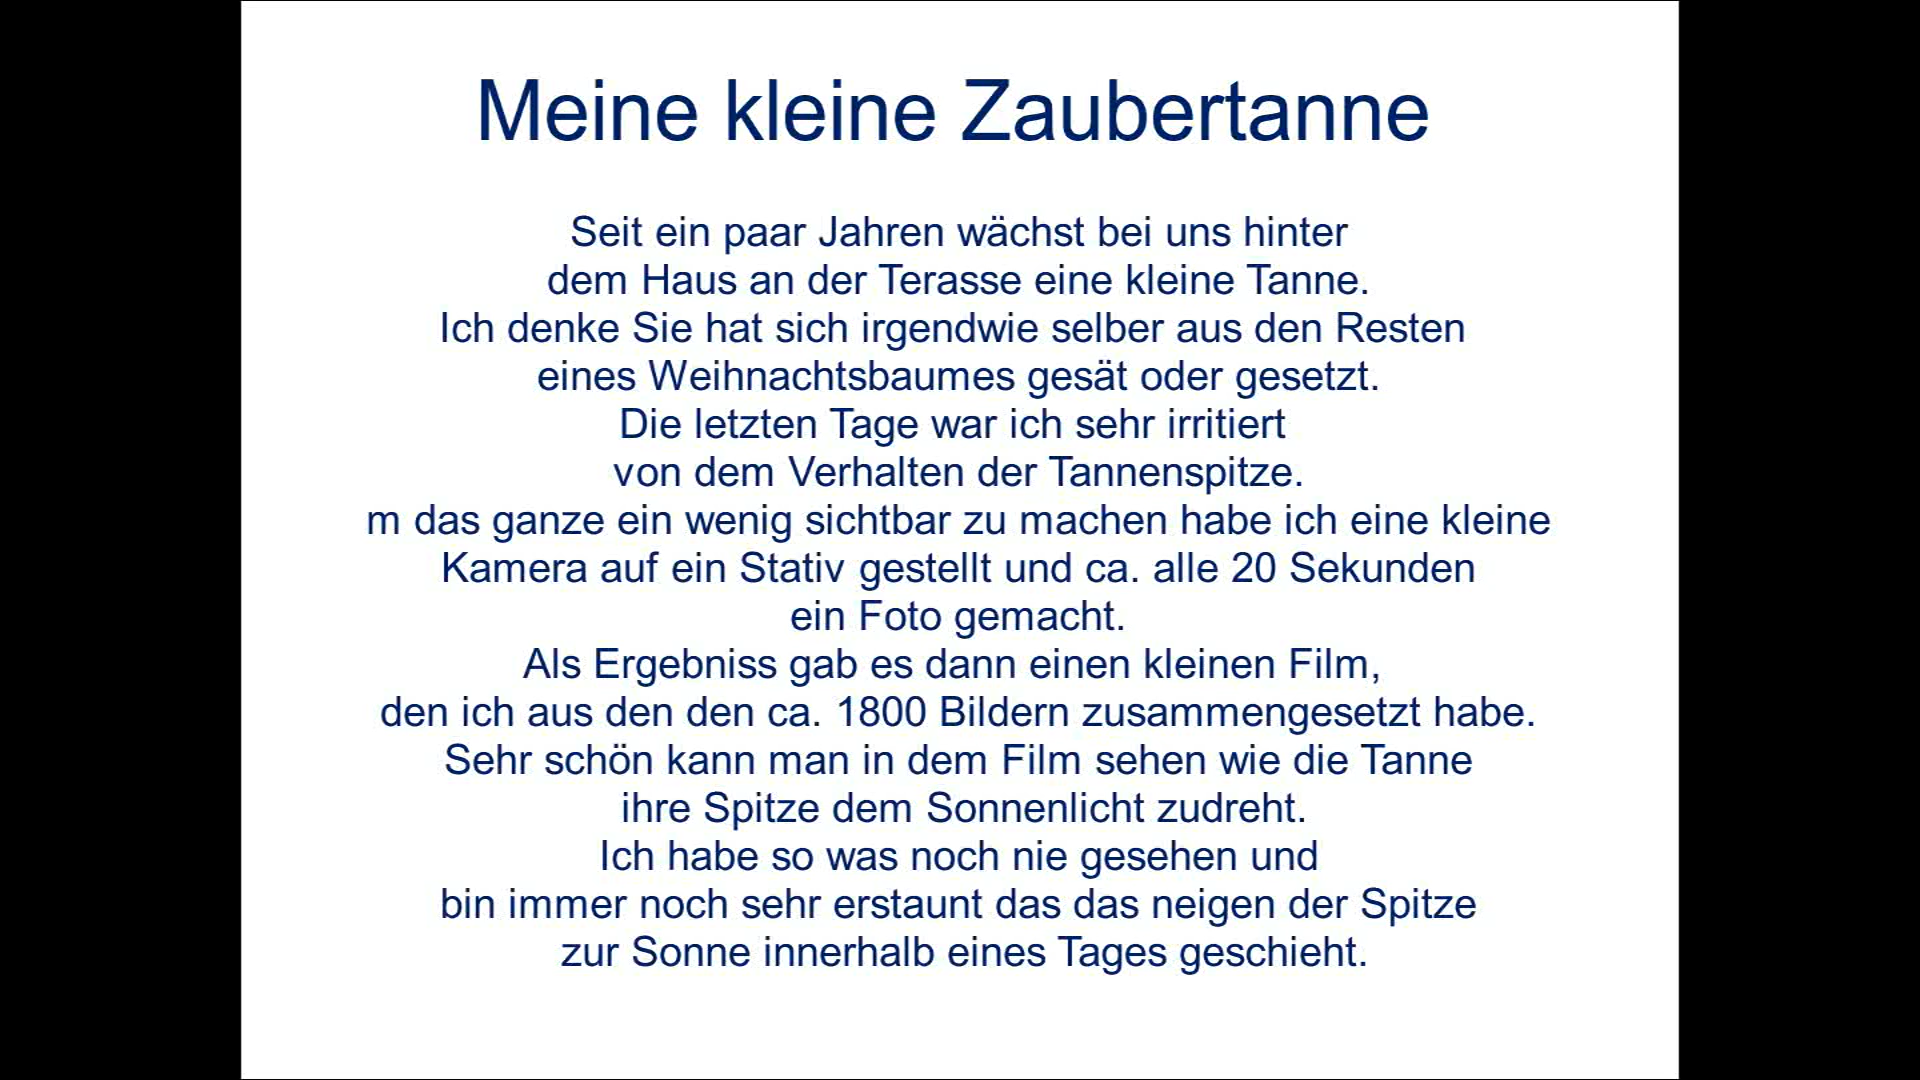 Meine kleine Zaubertanne
Seit ein paar Jahren wächst bei uns hinter
dem Haus an der Terasse eine kleine Tanne.
Ich denke Sie hat sich irgendwie selber aus den Resten
eines Weihnachtsbaumes gesät oder gesetzt.
Die letzten Tage war ich sehr irritiert
von dem Verhalten der Tannenspitze.
m das ganze ein wenig sichtbar zu machen habe ich eine kleine
Kamera auf ein Stativ gestellt und ca. alle 20 Sekunden
ein Foto gemacht.
Als Ergebniss gab es dann einen kleinen Film,
den ich aus den den ca. 1800 Bildern zusammengesetzt habe.
Sehr schön kann man in dem Film sehen wie die Tanne
ihre Spitze dem Sonnenlicht zudreht.
Ich habe so was noch nie gesehen und
bin immer noch sehr erstaunt das das neigen der Spitze
zur Sonne innerhalb eines Tages geschieht.